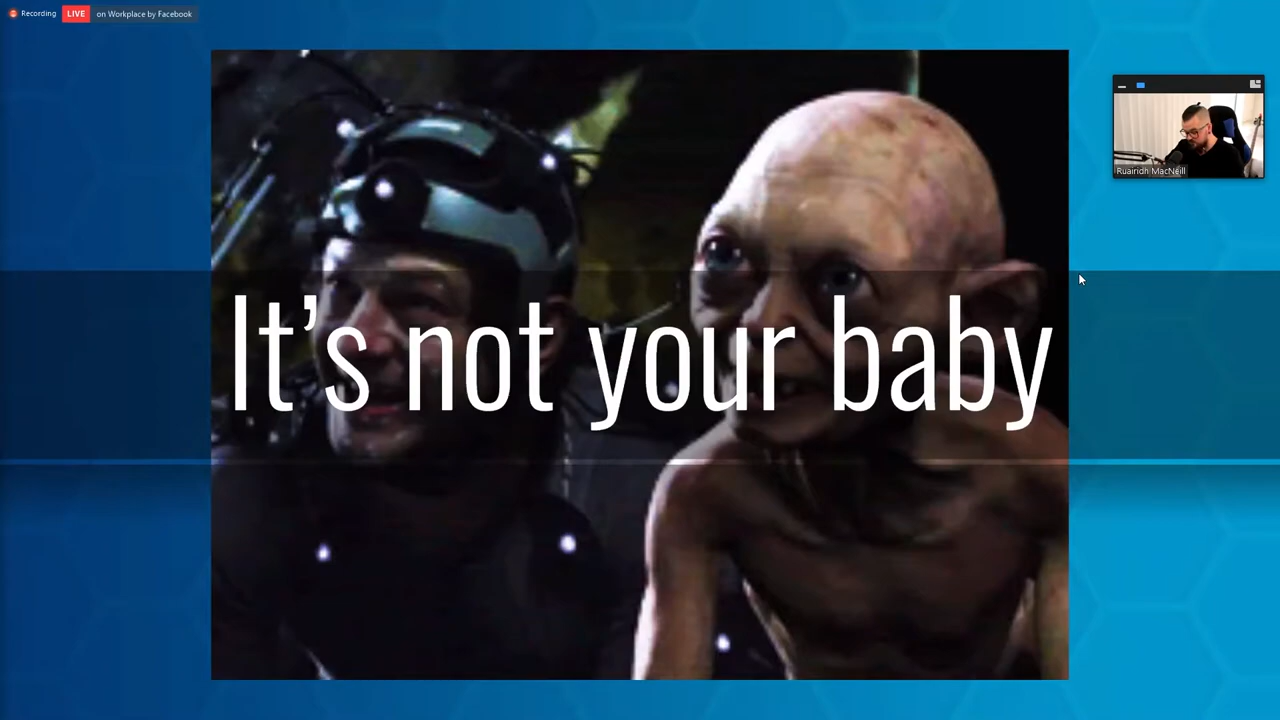 Recording
LIVE
on Workplace by Facebook
Ruairidh MacNeill
It’s not your baby